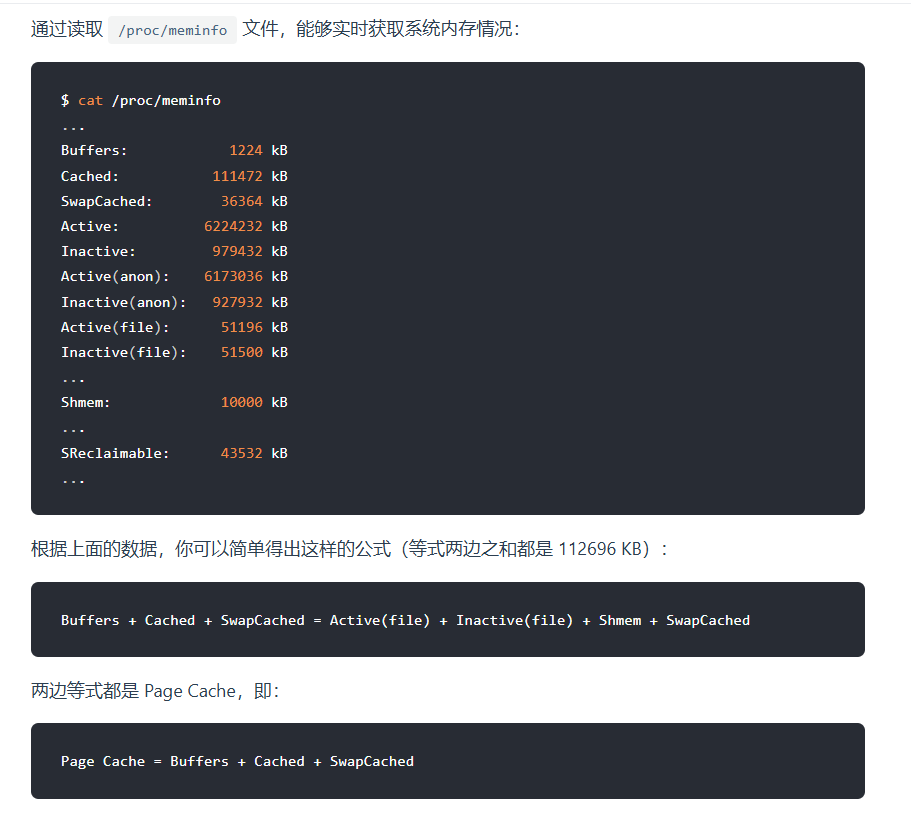 通过读取 /proc/meminfo 文件，能够实时获取系统内存情况：
$ cat /proc/meminfo
...
Buffers:            1224 kB
Cached:           111472 kB
SwapCached:        36364 kB
Active:          6224232 kB
Inactive:         979432 kB
Active(anon):    6173036 kB
Inactive(anon):   927932 kB
Active(file):      51196 kB
Inactive(file):    51500 kB
...
Shmem:             10000 kB
...
SReclaimable:      43532 kB
...
根据上面的数据，你可以简单得出这样的公式（等式两边之和都是 112696 KB）：
Buffers + Cached + SwapCached = Active(file) + Inactive(file) + Shmem + SwapCached
两边等式都是 Page Cache，即：
Page Cache = Buffers + Cached + SwapCached